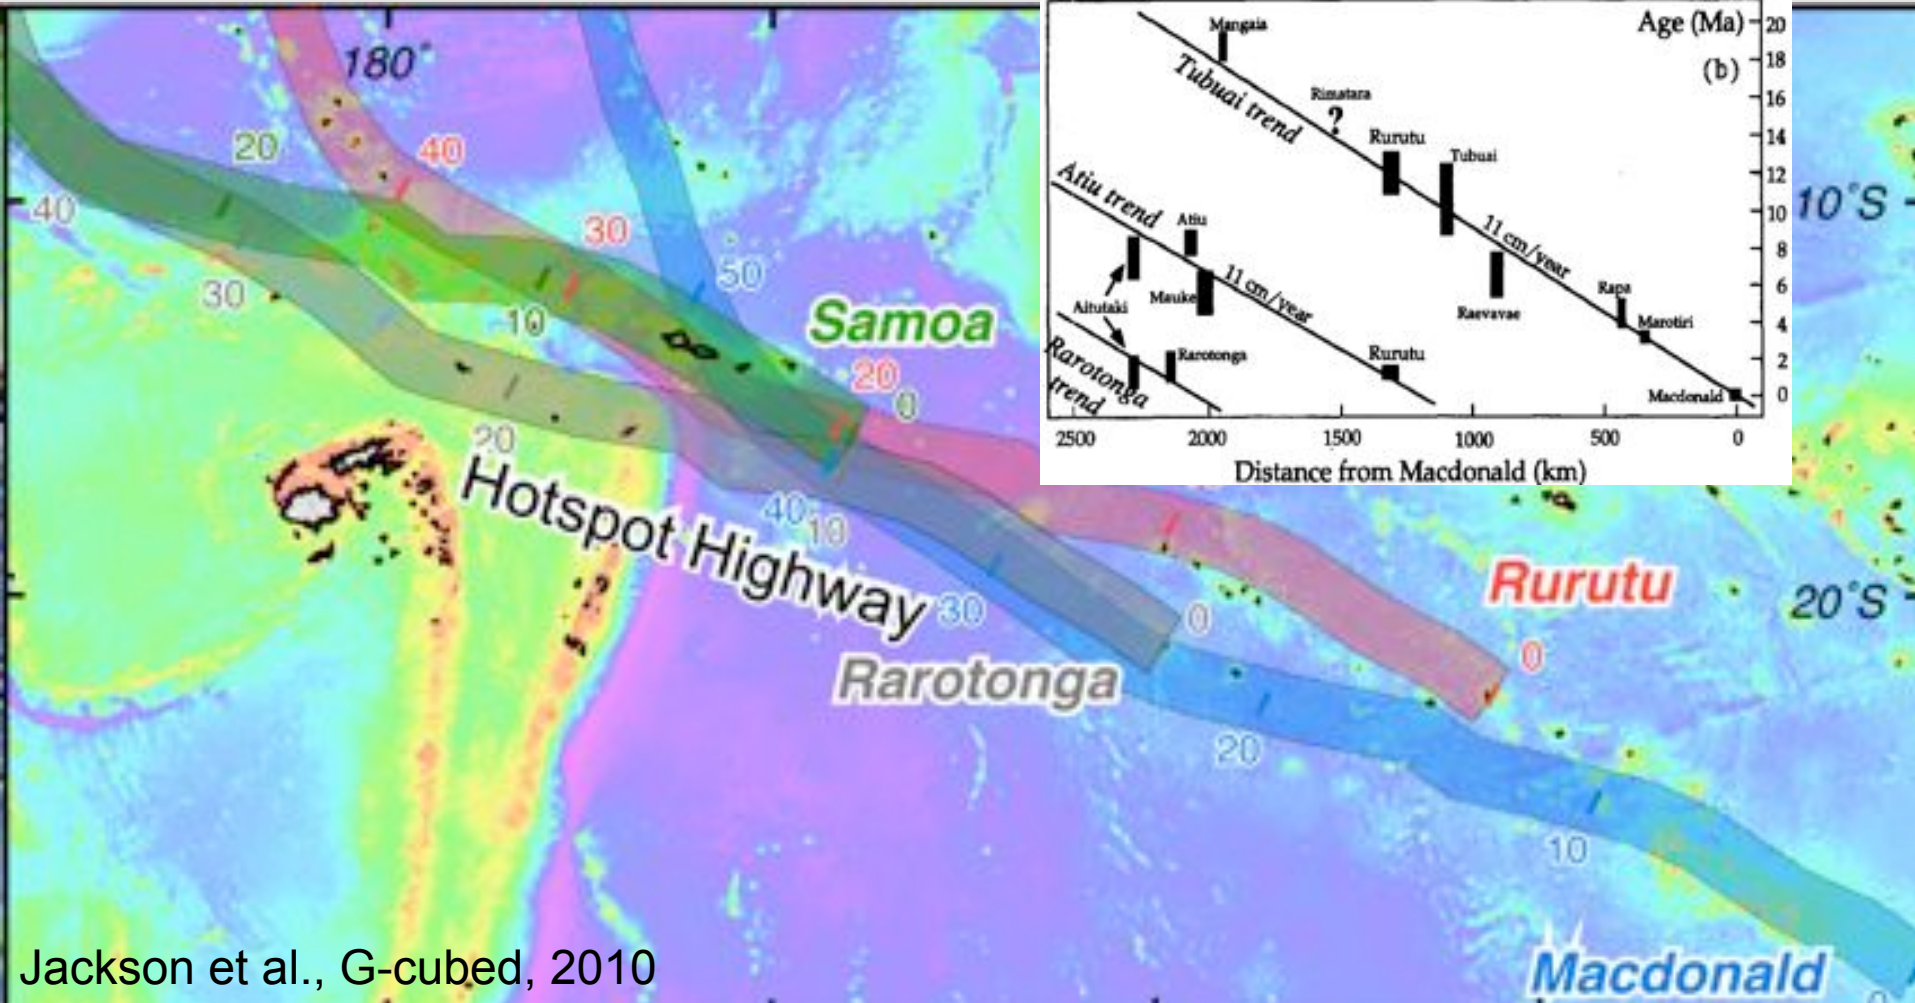 180°
20
40
40
30
30
50
10
Samoa
20
0
20
Hotspot Highway
40
10
30
Rarotonga
0
Rurutu
0
20
10
Macdonald
0
10°S
20°S
Jackson et al., G-cubed, 2010
Age (Ma)
(b)
Mangaia
Tubuai trend
Rimatara
?
Rurutu
Tubuai
11 cm/year
Atiu trend
Atiu
Mauke
11 cm/year
Aitutaki
Raevavae
Rapa
Marotiri
Rarotonga
Rurutu
Rarotonga
trend
Macdonald
20
18
16
14
12
10
8
6
4
2
0
2500 2000 1500 1000 500 0
Distance from Macdonald (km)